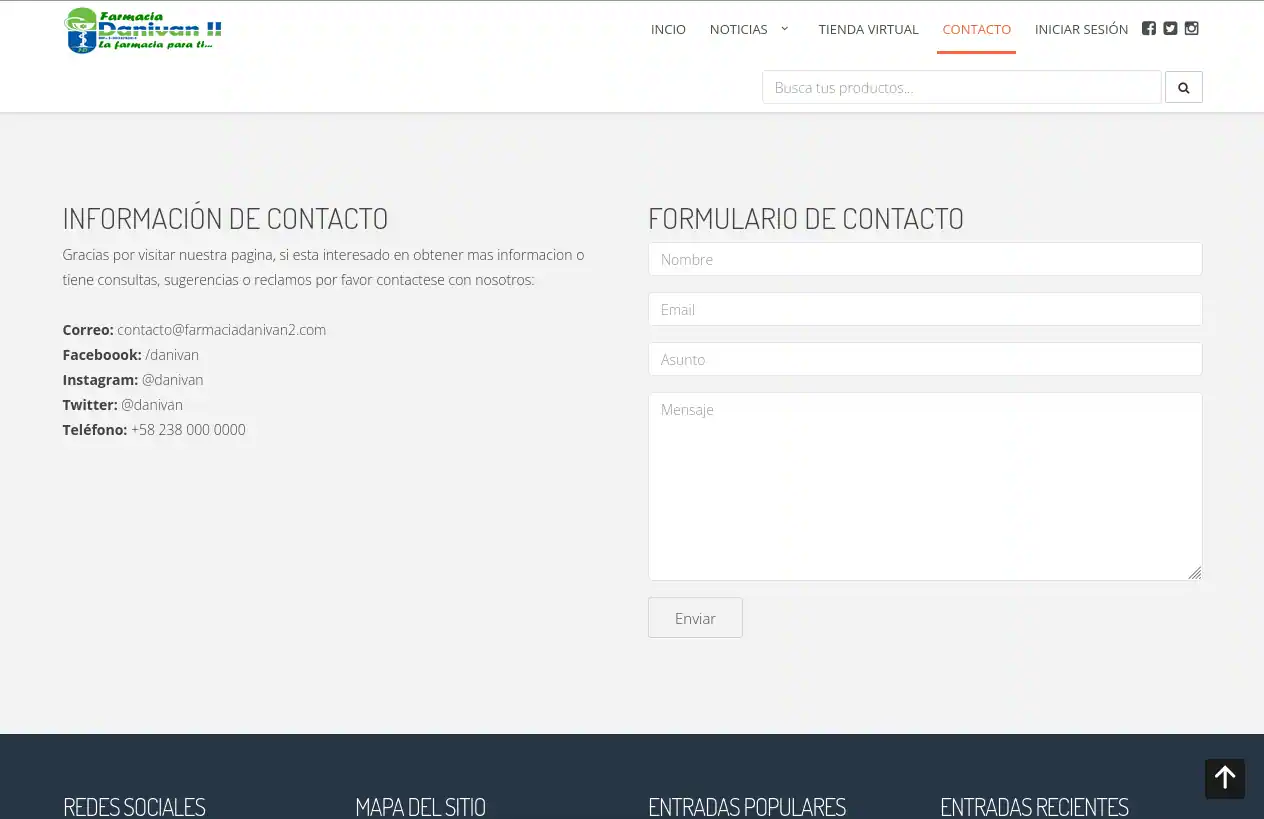 Farmacia
Danivan II
La farmacia para ti...
INCIO
NOTICIAS
TIENDA VIRTUAL
CONTACTO
INICIAR SESIÓN
Busca tus productos...
INFORMACIÓN DE CONTACTO
Gracias por visitar nuestra pagina, si esta interesado en obtener mas informacion o
tiene consultas, sugerencias o reclamos por favor contactese con nosotros:
Correo: contacto@farmaciadanivan2.com
Faceboook: /danivan
Instagram: @danivan
Twitter: @danivan
Teléfono: +58 238 000 0000
FORMULARIO DE CONTACTO
Nombre
Email
Asunto
Mensaje
Enviar
REDES SOCIALES
MAPA DEL SITIO
ENTRADAS POPULARES
ENTRADAS RECIENTES